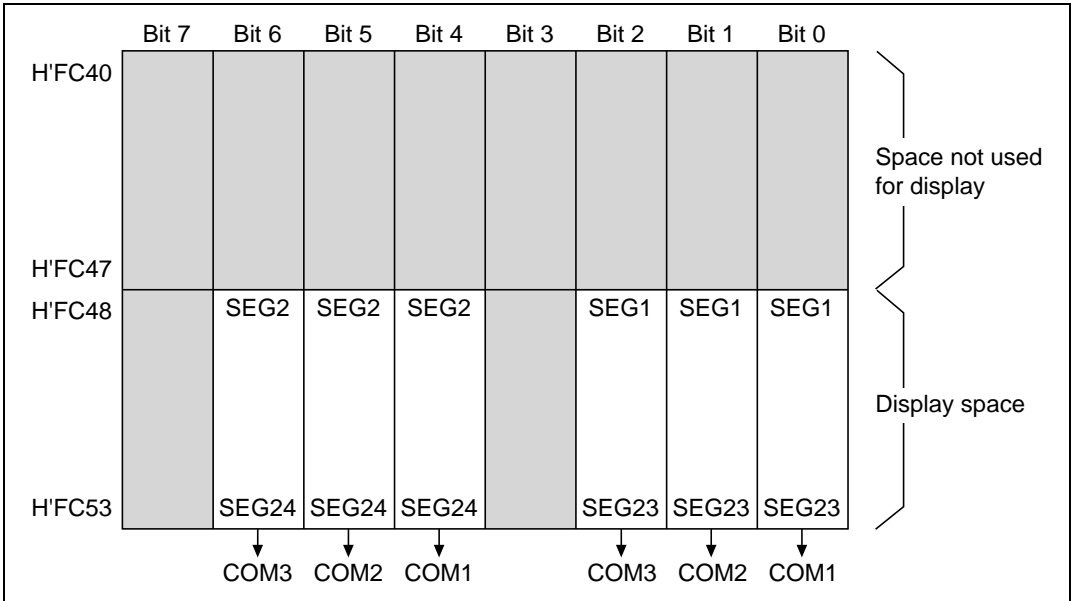 Bit 7 Bit 6 Bit 5 Bit 4 Bit 3 Bit 2 Bit 1 Bit 0
H'FC40
Space not used
for display
H'FC47
H'FC48 SEG2 SEG2 SEG2 SEG1 SEG1 SEG1
Display space
H'FC53 SEG24 SEG24 SEG24 SEG23 SEG23 SEG23
COM3 COM2 COM1 COM3 COM2 COM1